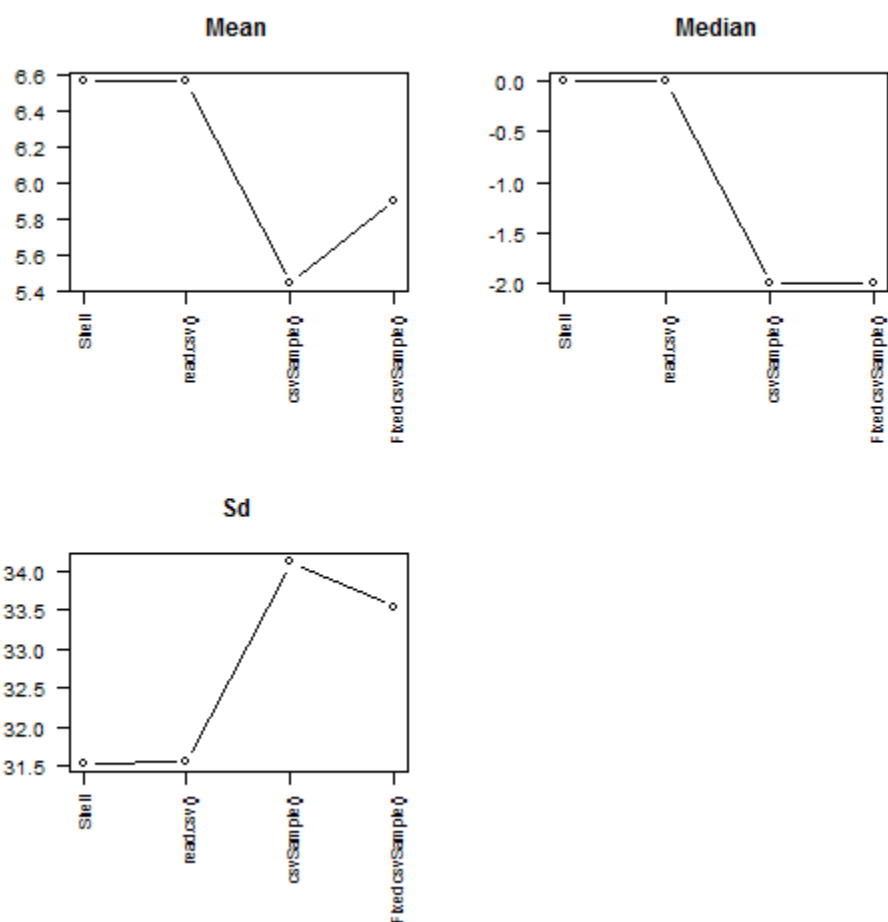 Mean
6.6
6.4
6.2
6.0
5.8
5.6
5.4
Shell
read.csv()
csvSample()
Fixed csvSample()
Median
0.0
-0.5
-1.0
-1.5
-2.0
Shell
read.csv()
csvSample()
Fixed csvSample()
Sd
34.0
33.5
33.0
32.5
32.0
31.5
Shell
read.csv()
csvSample()
Fixed csvSample()